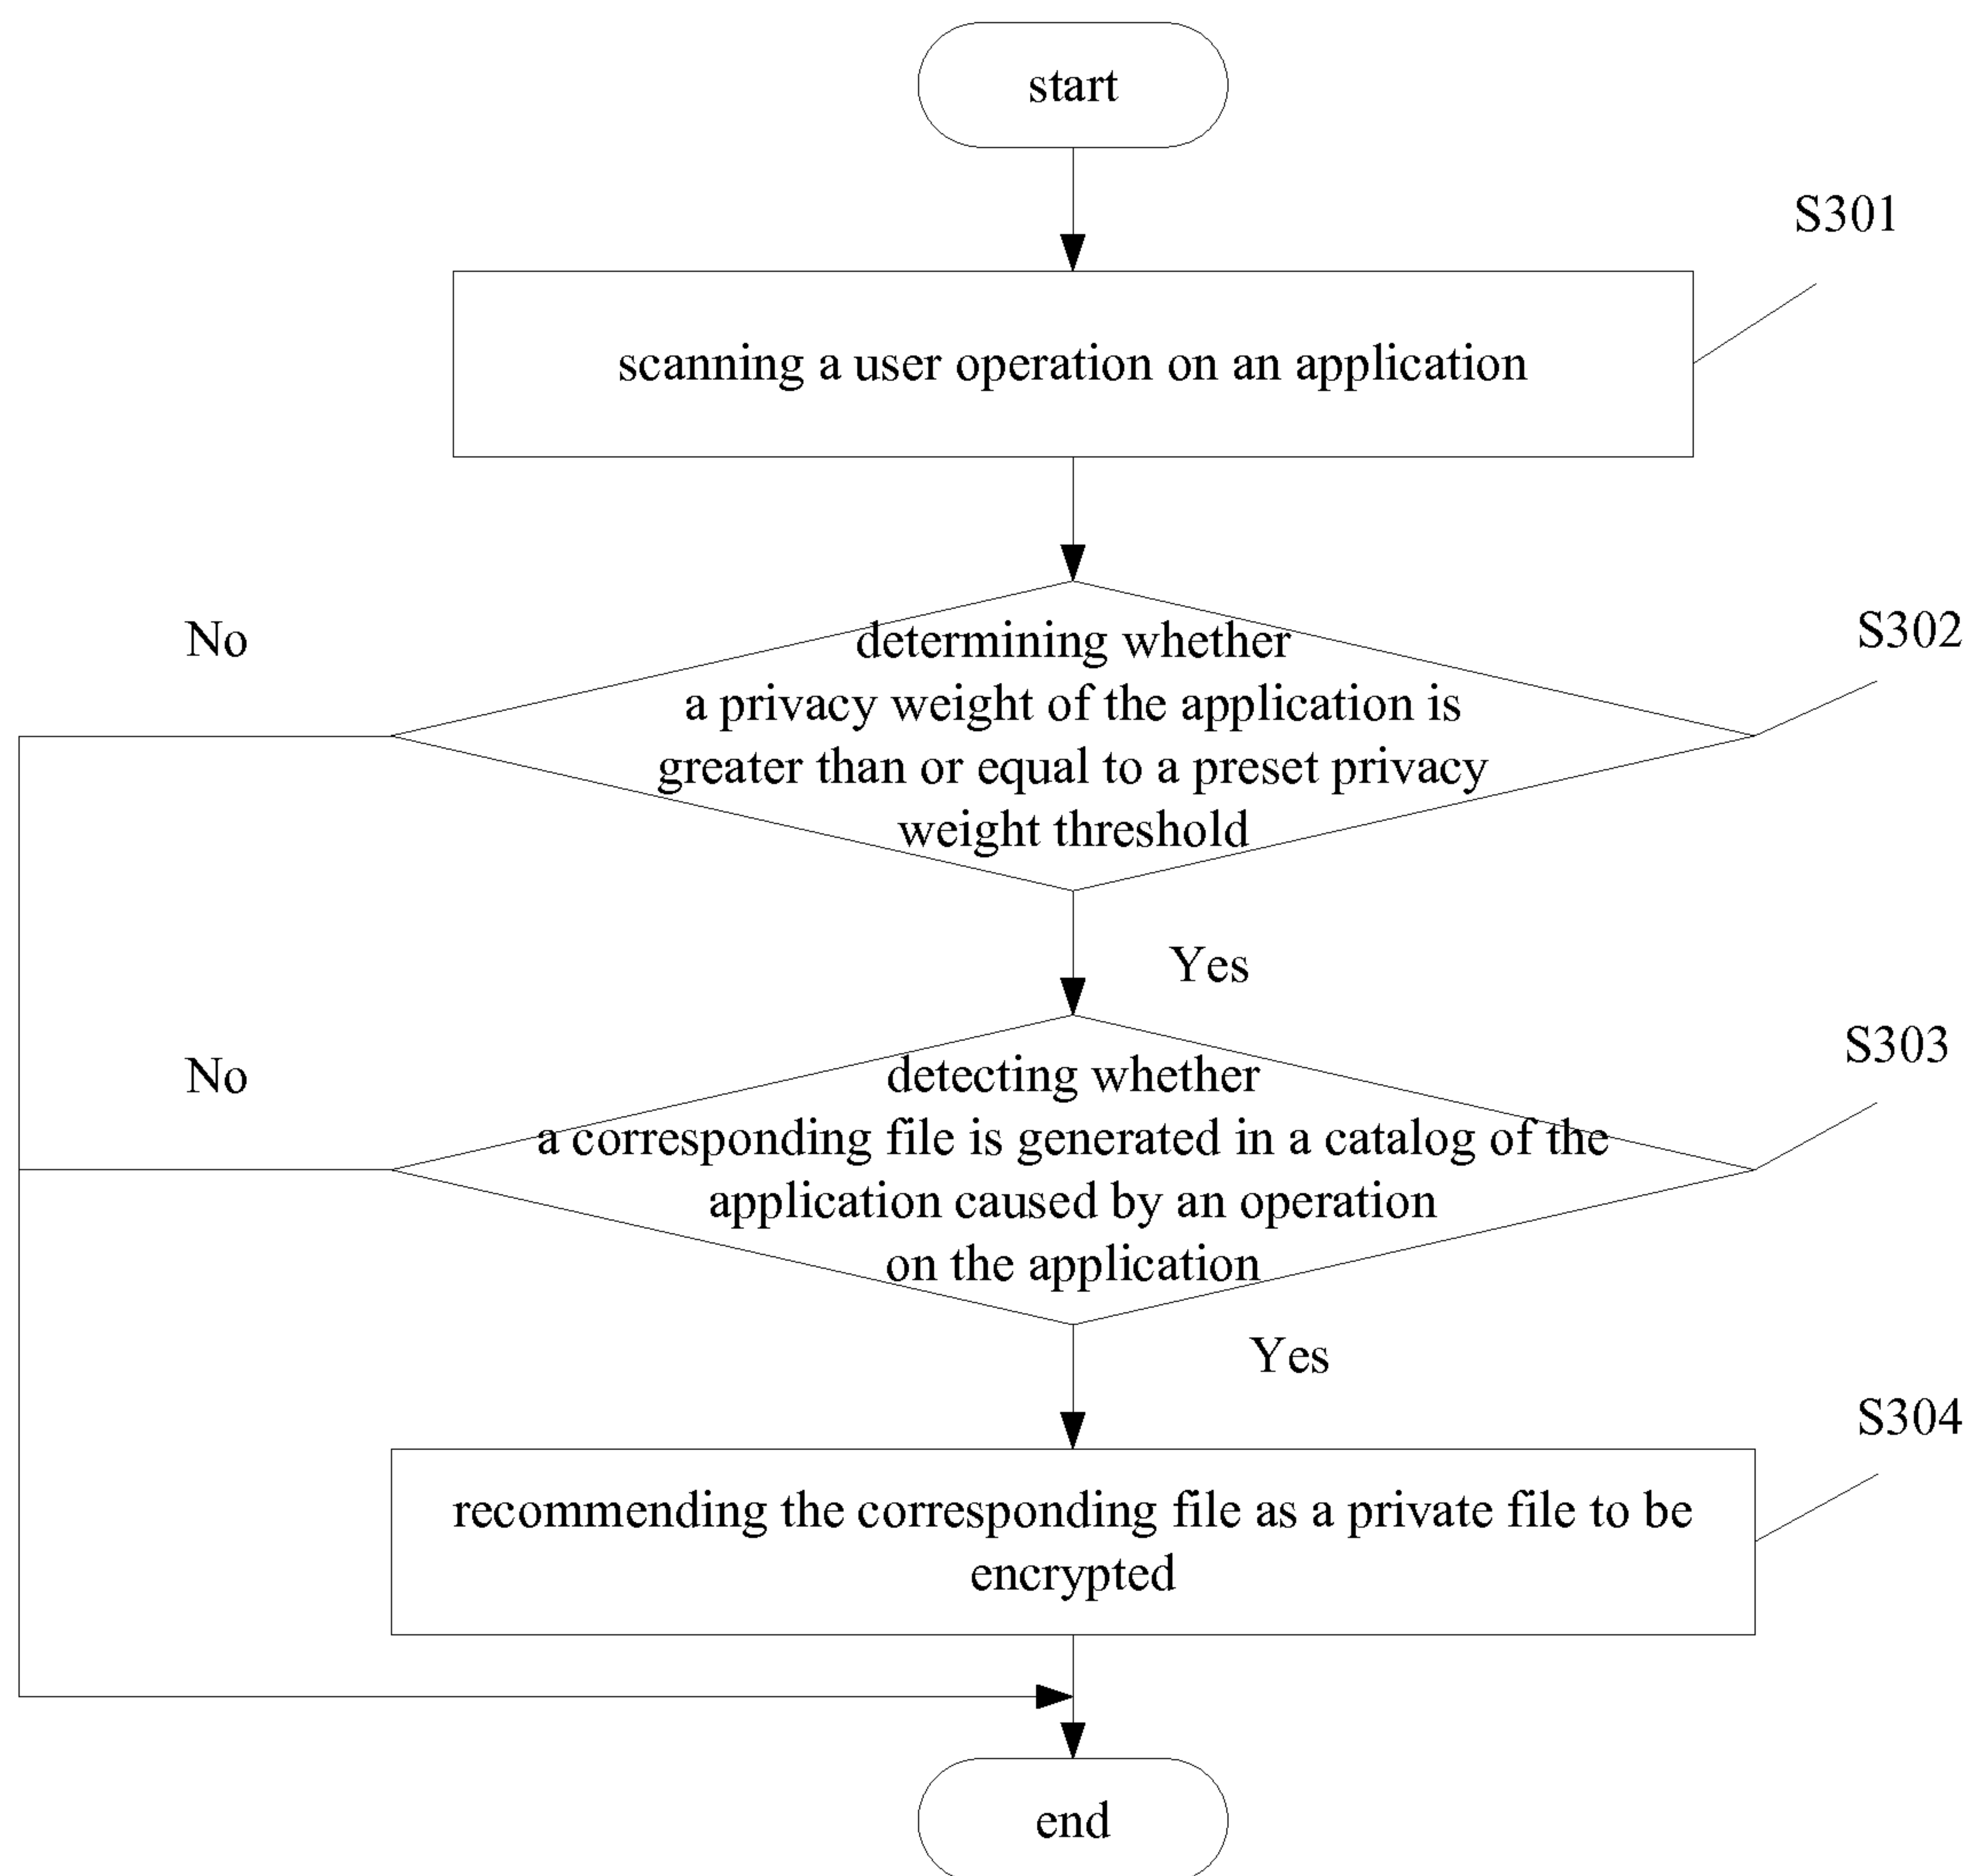 start
S301
scanning a user operation on an application
No
S302
determining whether
a privacy weight of the application is
greater than or equal to a preset privacy
weight threshold
Yes
S303
No
detecting whether
a corresponding file is generated in a catalog of the
application caused by an operation
on the application
Yes
S304
recommending the corresponding file as a private file to be
encrypted
end